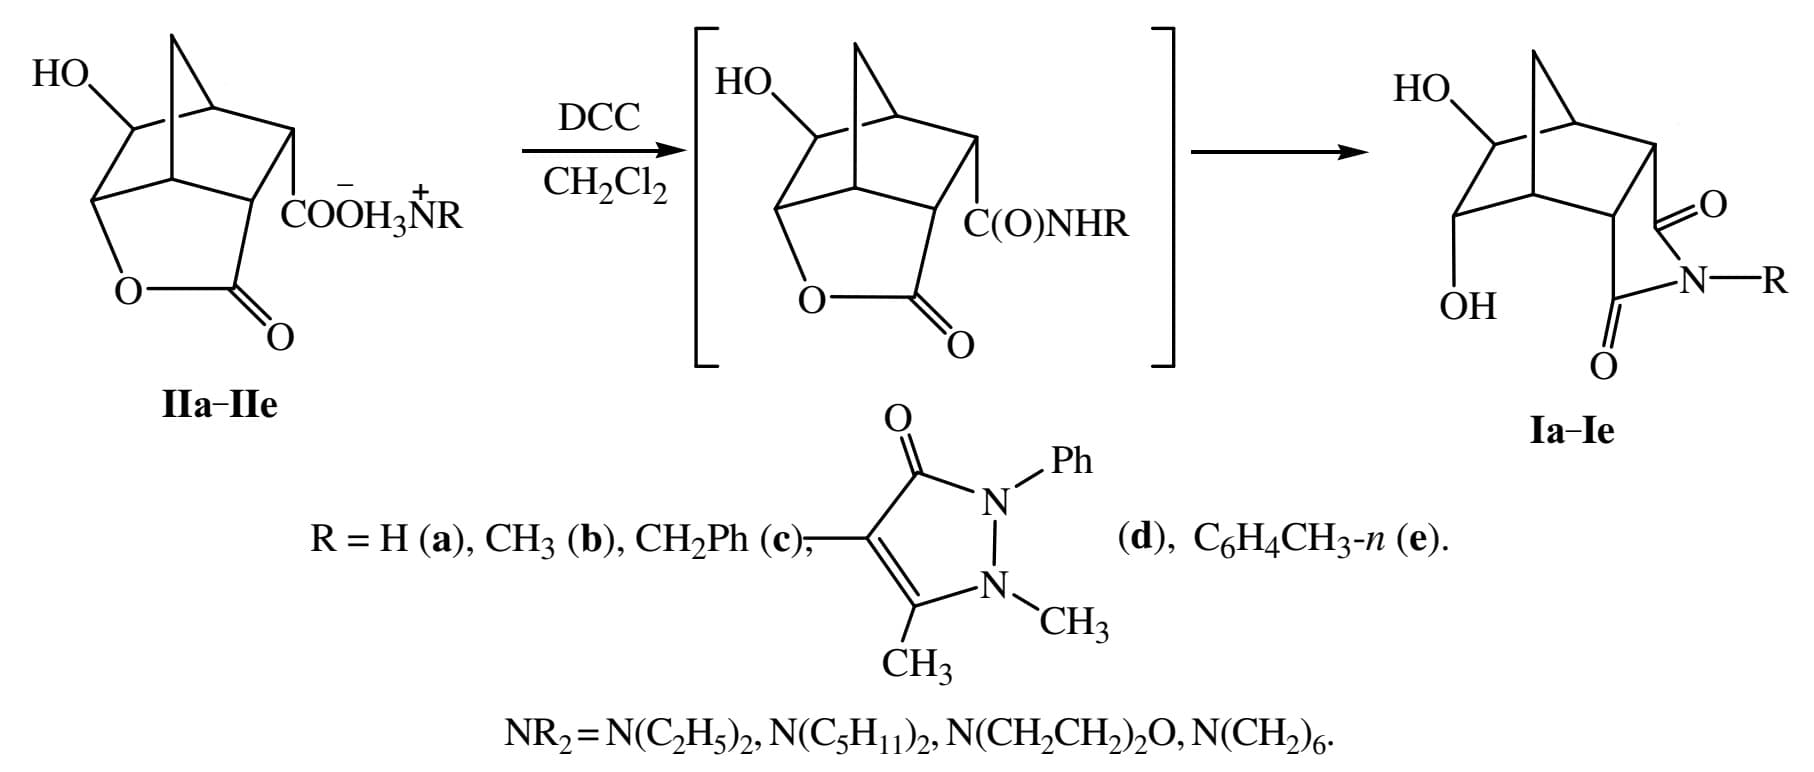 HO HO HO
DCC
CH₂Cl₂
COOH₃NR − + C(O)NHR O
N—R
O O OH
O O O
IIa–IIe Ia–Ie
O
Ph
N
R = H (a), CH₃ (b), CH₂Ph (c), (d), C₆H₄CH₃-n (e).
N
CH₃
CH₃
NR₂ = N(C₂H₅)₂, N(C₅H₁₁)₂, N(CH₂CH₂)₂O, N(CH₂)₆.